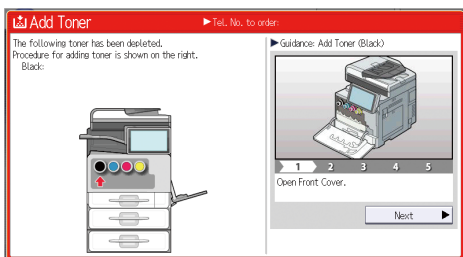 Add Toner
▶Tel. No. to order:
The following toner has been depleted.
Procedure for adding toner is shown on the right.
Black:
▶Guidance: Add Toner (Black)
1 2 3 4 5
Open Front Cover.
Next ▶